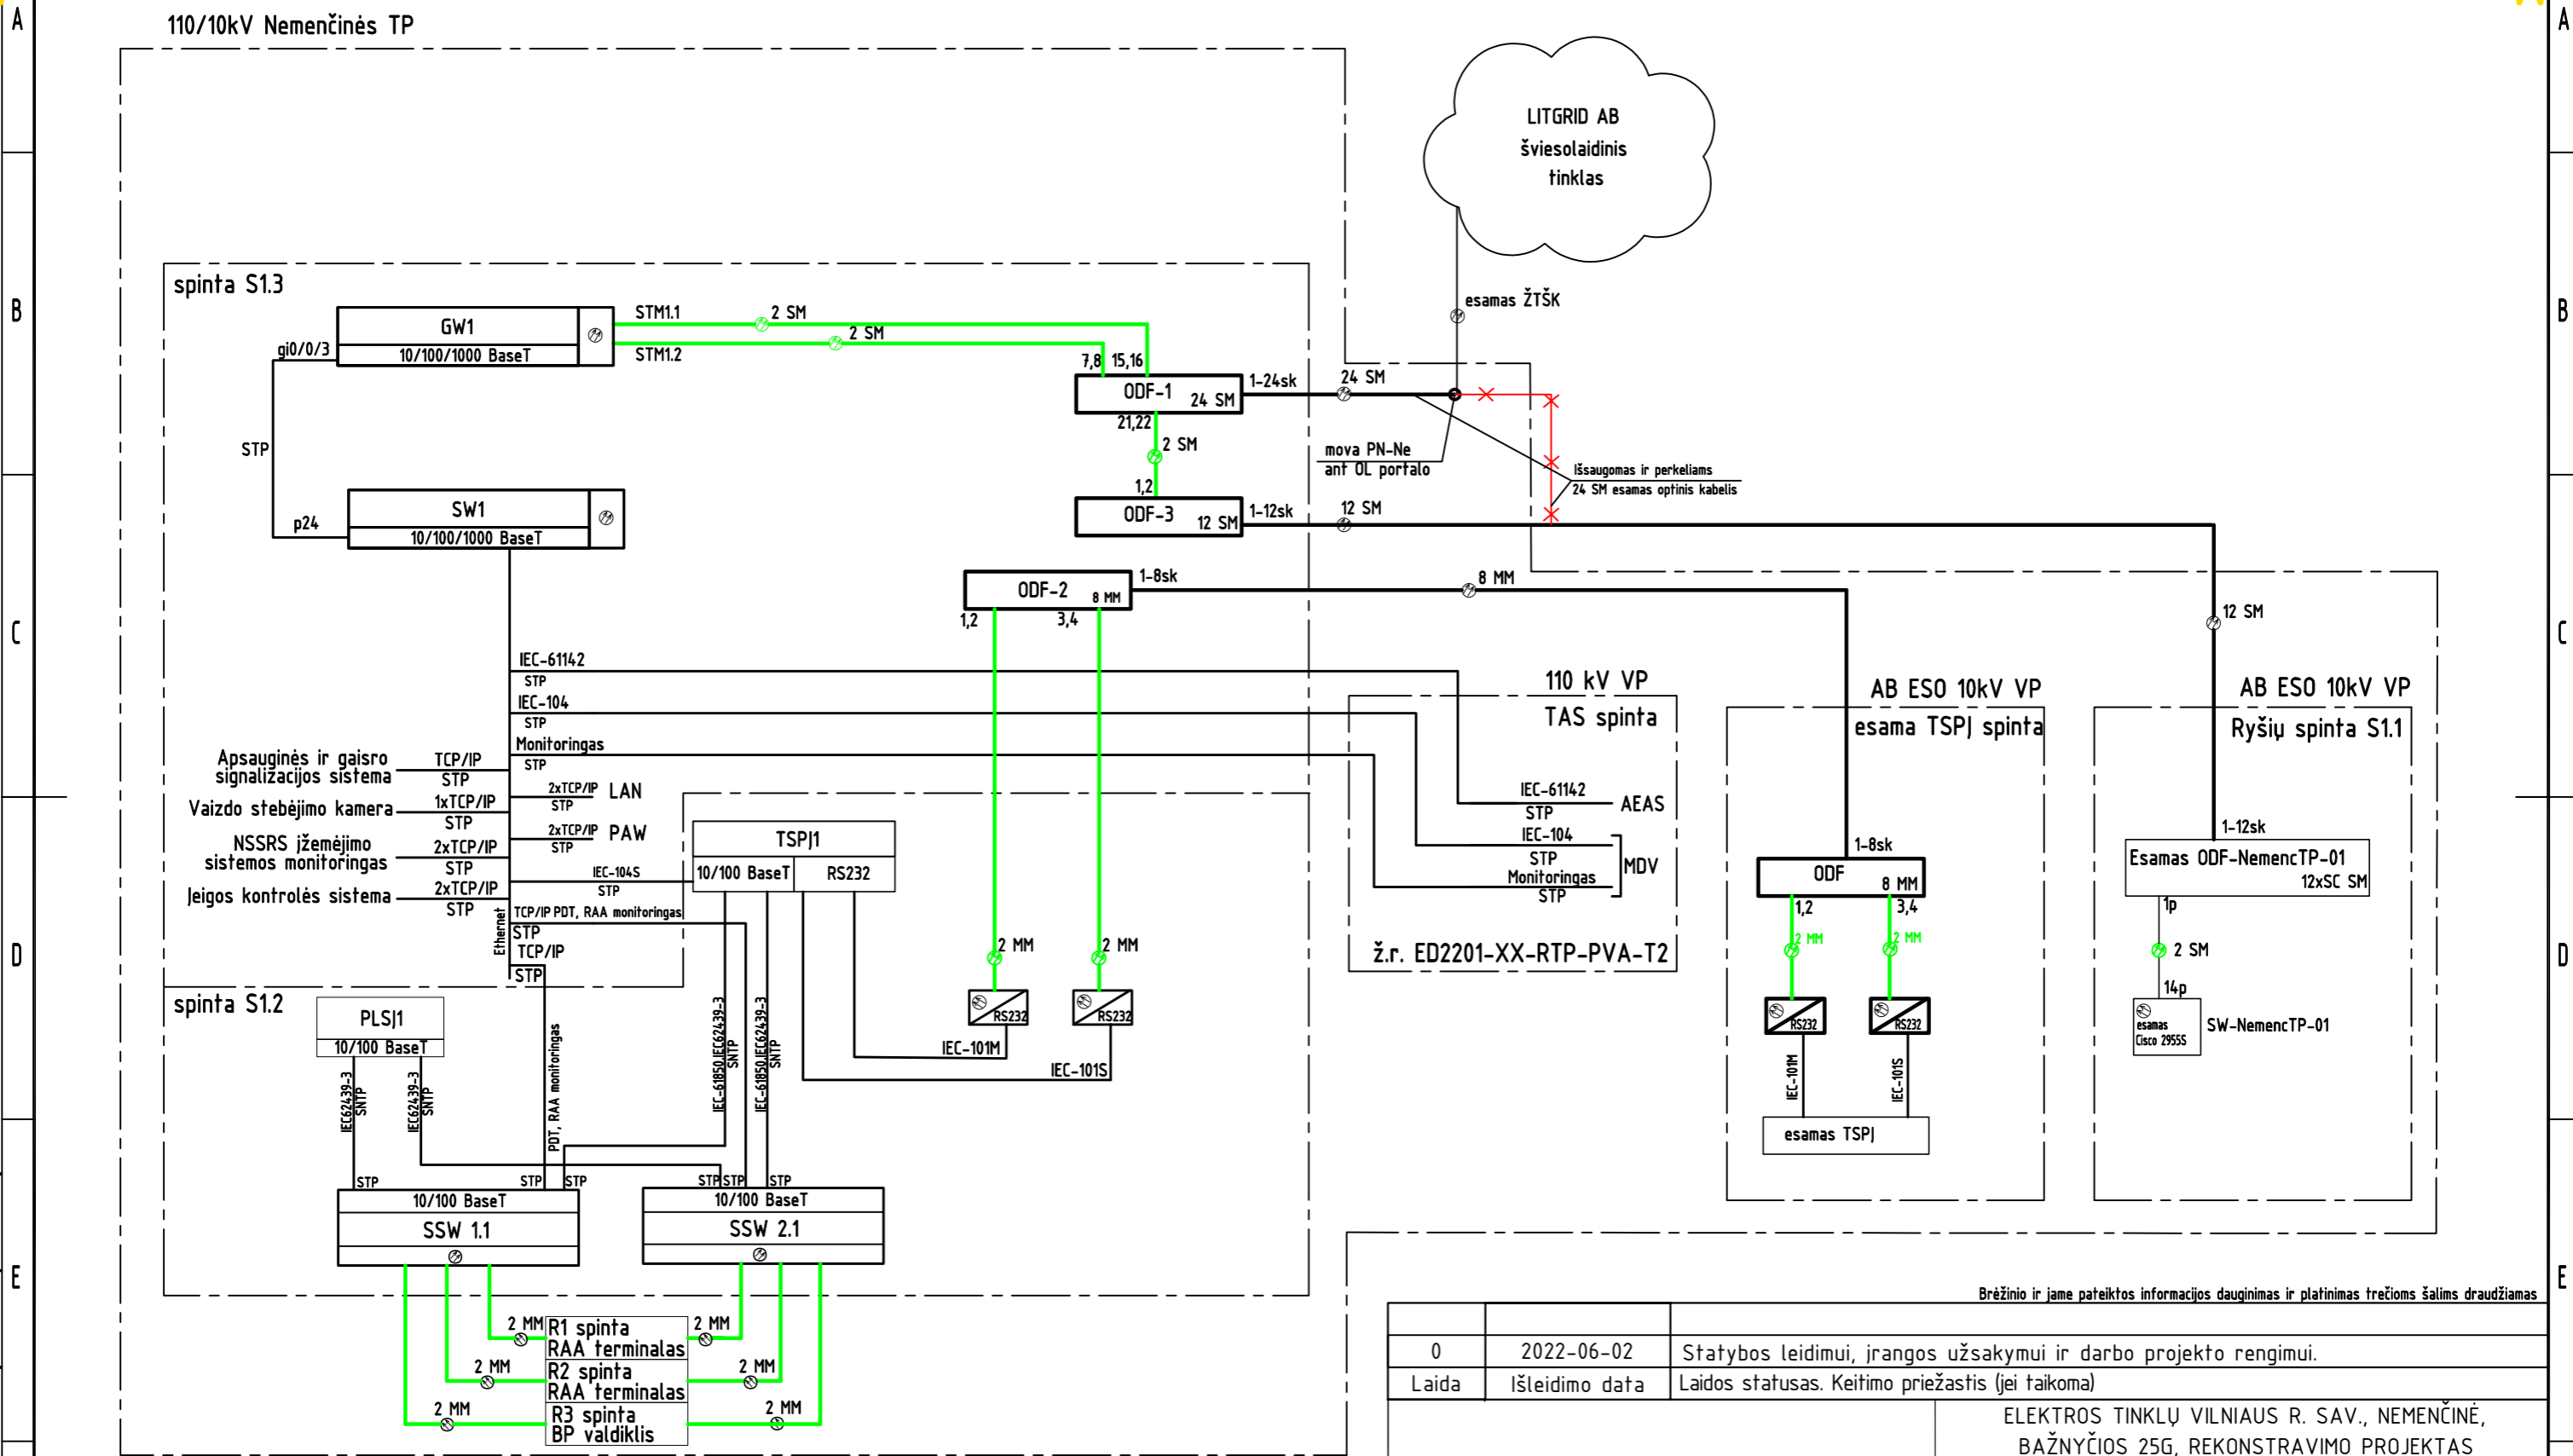 A
A
110/10kV Nemenčinės TP
LITGRID AB
šviesolaidinis
tinklas
spinta S1.3
B
B
GW1
10/100/1000 BaseT
gi0/0/3
STM1.1
2 SM
STM1.2
2 SM
7,8
15,16
esamas ŽTŠK
ODF-1
24 SM
1-24sk
24 SM
21,22
2 SM
STP
mova PN-Ne
ant OL portalo
Išsaugomas ir perkeliams
24 SM esamas optinis kabelis
1,2
SW1
10/100/1000 BaseT
p24
ODF-3
12 SM
1-12sk
12 SM
ODF-2
8 MM
1-8sk
8 MM
1,2
3,4
12 SM
C
C
IEC-61142
STP
IEC-104
STP
Monitoringas
STP
110 kV VP
TAS spinta
AB ESO 10kV VP
esama TSPJ spinta
AB ESO 10kV VP
Ryšių spinta S1.1
Apsauginės ir gaisro
signalizacijos sistema
TCP/IP
STP
2xTCP/IP
STP
LAN
Vaizdo stebėjimo kamera
1xTCP/IP
STP
2xTCP/IP
STP
PAW
NSSRS įžemėjimo
sistemos monitoringas
2xTCP/IP
STP
IEC-104S
STP
Jeigos kontrolės sistema
2xTCP/IP
STP
Ethernet
TCP/IP PDT, RAA monitoringas
STP
TCP/IP
STP
TSPJ1
10/100 BaseT
RS232
IEC-61142
STP
AEAS
IEC-104
STP
Monitoringas
STP
MDV
ž.r. ED2201-XX-RTP-PVA-T2
1-8sk
ODF
8 MM
1,2
3,4
2 MM
2 MM
RS232
RS232
IEC-101M
IEC-101S
esamas TSPJ
1-12sk
Esamas ODF-NemencTP-01
12xSC SM
1p
2 SM
14p
esamas
Cisco 2955S
SW-NemencTP-01
D
D
2 MM
2 MM
RS232
RS232
IEC-101M
IEC-101S
spinta S1.2
PLSJ1
10/100 BaseT
IEC62439-3
SNTP
IEC62439-3
SNTP
PDT, RAA monitoringas
IEC-61850,IEC62439-3
SNTP
IEC-61850,IEC62439-3
SNTP
STP
STP
STP
STP
STP
STP
10/100 BaseT
SSW 1.1
10/100 BaseT
SSW 2.1
E
E
2 MM
R1 spinta
RAA terminalas
2 MM
2 MM
R2 spinta
RAA terminalas
2 MM
2 MM
R3 spinta
BP valdiklis
2 MM
Brėžinio ir jame pateiktos informacijos dauginimas ir platinimas trečioms šalims draudžiamas
0
2022-06-02
Statybos leidimui, įrangos užsakymui ir darbo projekto rengimui.
Laida
Išleidimo data
Laidos statusas. Keitimo priežastis (jei taikoma)
ELEKTROS TINKLŲ VILNIAUS R. SAV., NEMENČINĖ,
BAŽNYČIOS 25G, REKONSTRAVIMO PROJEKTAS